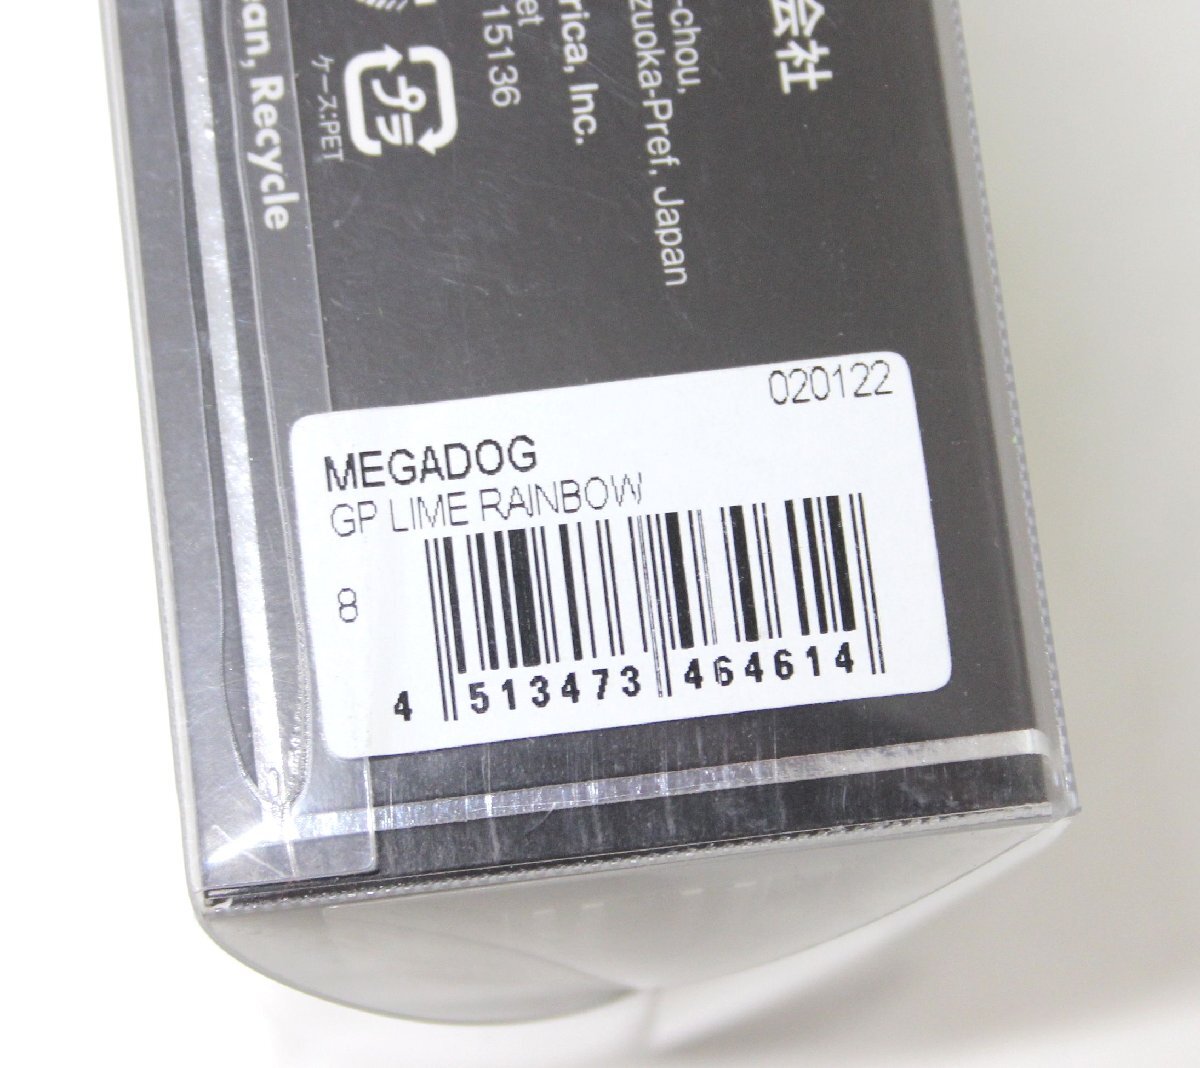 会社
-chou,
zuoka-Pref, Japan
rica, Inc.
et
15136
プラ
ケース:PET
an, Recycle
020122
MEGADOG
GP LIME RAINBOW
8
4 513473 464614